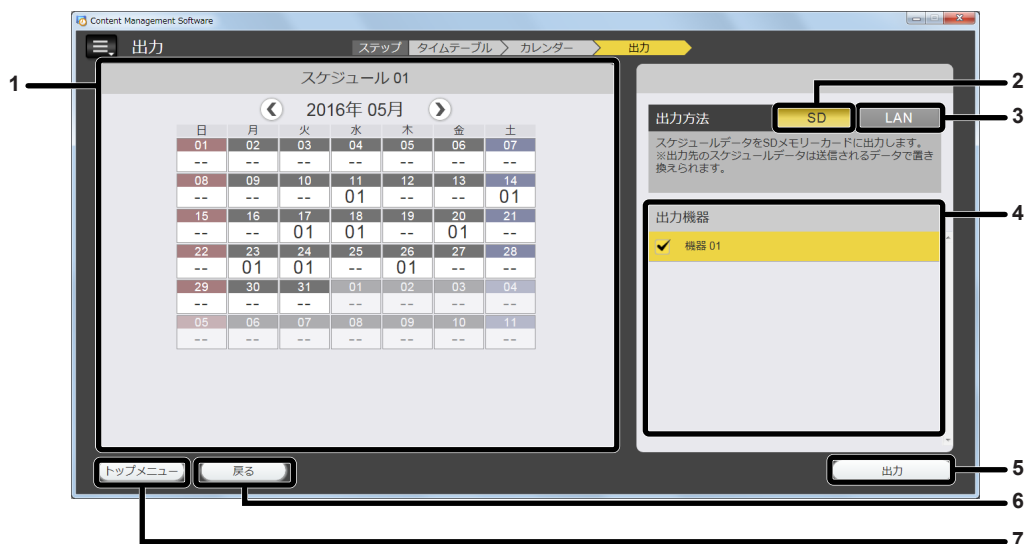 Content Management Software
出力
ステップ タイムテーブル カレンダー 出力
スケジュール 01
2016年 05月
日 月 火 水 木 金 土
01 02 03 04 05 06 07
-- -- -- -- -- -- --
08 09 10 11 12 13 14
-- -- -- 01 -- -- 01
15 16 17 18 19 20 21
-- -- 01 01 -- 01 --
22 23 24 25 26 27 28
-- 01 01 -- 01 -- --
29 30 31 01 02 03 04
-- -- -- -- -- -- --
05 06 07 08 09 10 11
-- -- -- -- -- -- --
出力方法 SD LAN
スケジュールデータをSDメモリーカードに出力します。
※出力先のスケジュールデータは送信されるデータで置き
換えられます。
出力機器
機器 01
トップメニュー 戻る 出力
1
2
3
4
5
6
7